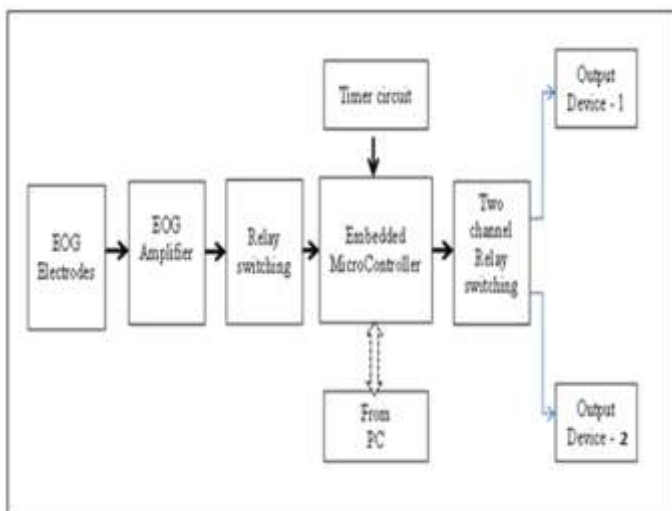 Timer circuit
Output
Device - 1
EOG
Electrodes
EOG
Amplifier
Relay
switching
Embedded
MicroController
Two
channel
Relay
switching
From
PC
Output
Device - 2